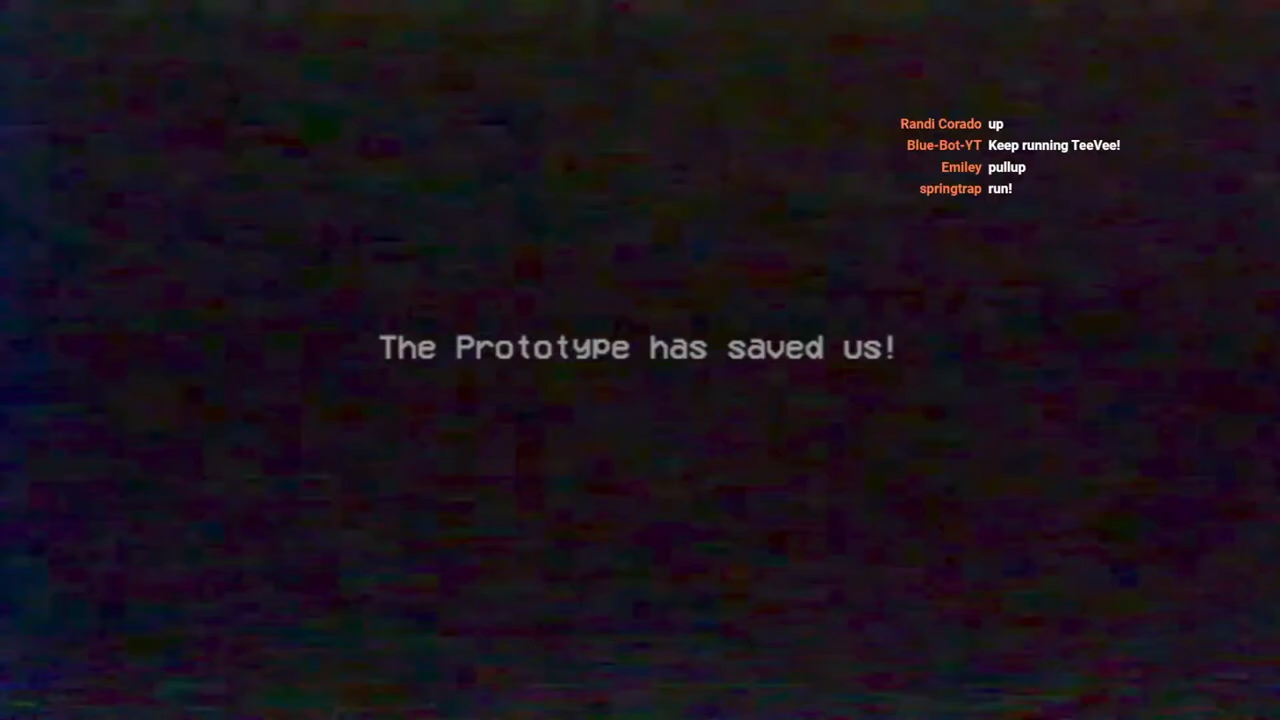 Randi Corado up
Blue-Bot-YT Keep running TeeVee!
Emiley pullup
springtrap run!
The Prototype has saved us!